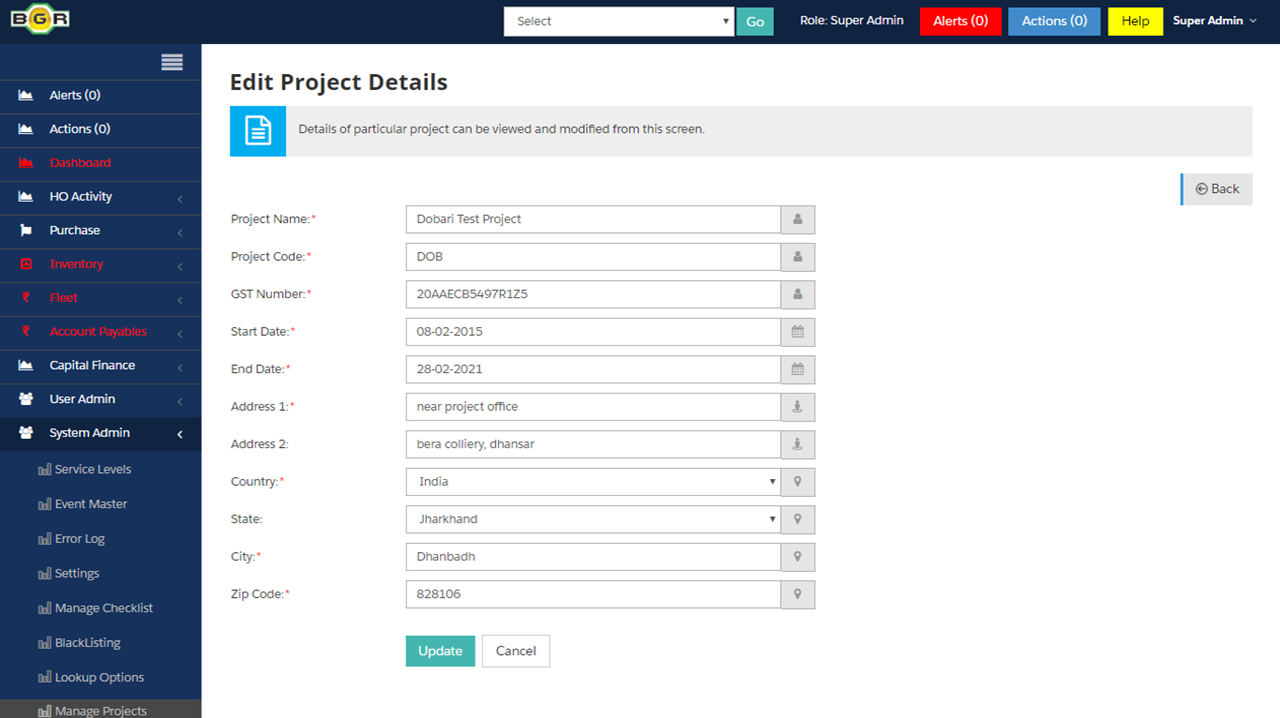 BGR
Select
Go
Role: Super Admin
Alerts (0)
Actions (0)
Help
Super Admin
Alerts (0)
Actions (0)
Dashboard
HO Activity
Purchase
Inventory
Fleet
Account Payables
Capital Finance
User Admin
System Admin
Service Levels
Event Master
Error Log
Settings
Manage Checklist
BlackListing
Lookup Options
Manage Projects
Edit Project Details
Details of particular project can be viewed and modified from this screen.
Back
Project Name:* Dobari Test Project
Project Code:* DOB
GST Number:* 20AAECB5497R1Z5
Start Date:* 08-02-2015
End Date:* 28-02-2021
Address 1:* near project office
Address 2: bera colliery, dhansar
Country:* India
State: Jharkhand
City:* Dhanbadh
Zip Code:* 828106
Update
Cancel